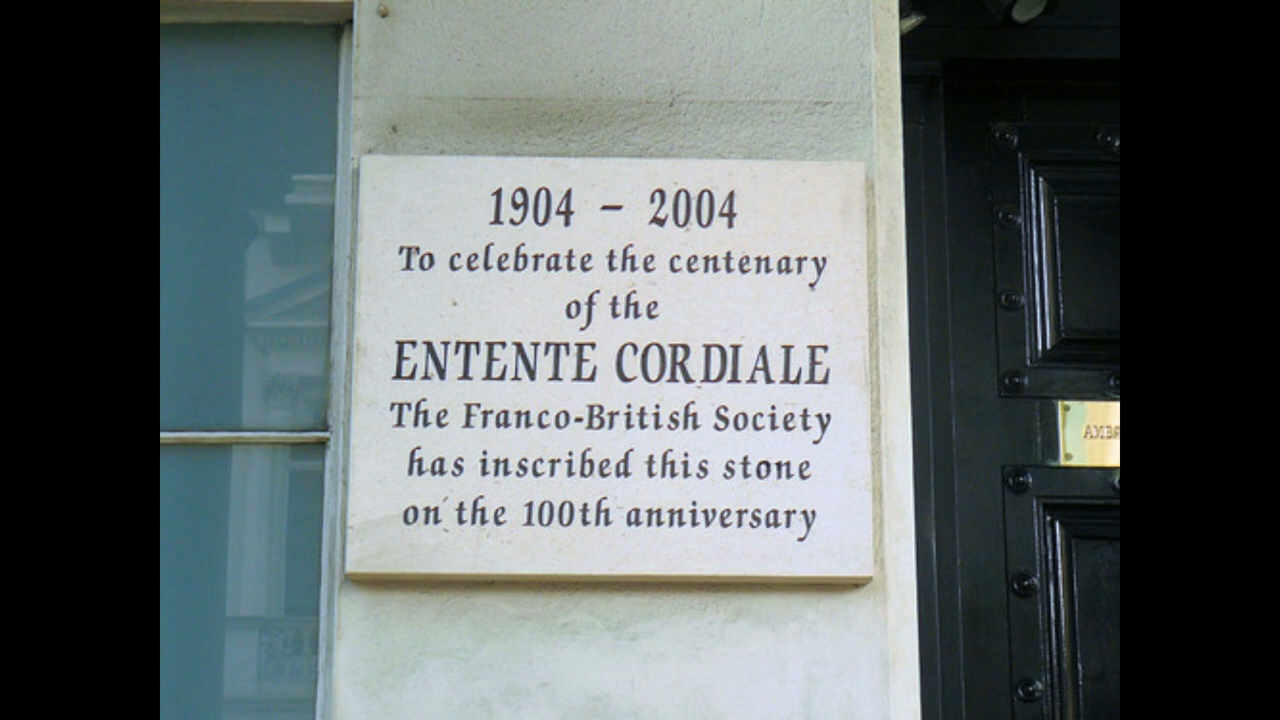 1904 – 2004
To celebrate the centenary
of the
ENTENTE CORDIALE
The Franco-British Society
has inscribed this stone
on the 100th anniversary